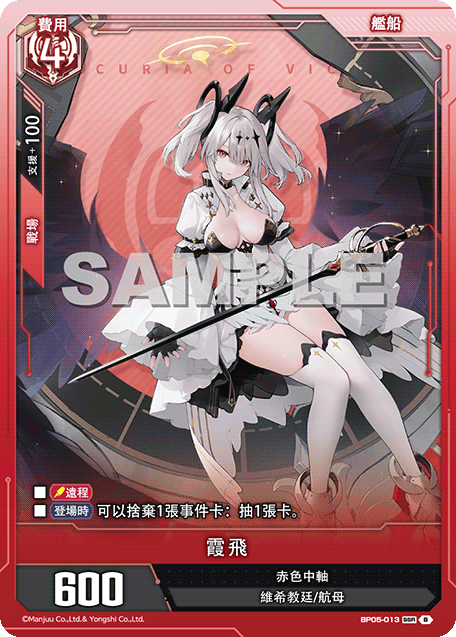 費用
4
艦船
CURIA OF VIC
支援+100
戰場
SAMPLE
遠程
登場時 可以捨棄1張事件卡：抽1張卡。
霞飛
600
赤色中軸
維希教廷/航母
©Manjuu Co.,Ltd.& Yongshi Co.,Ltd.
BP05-013 SSR B